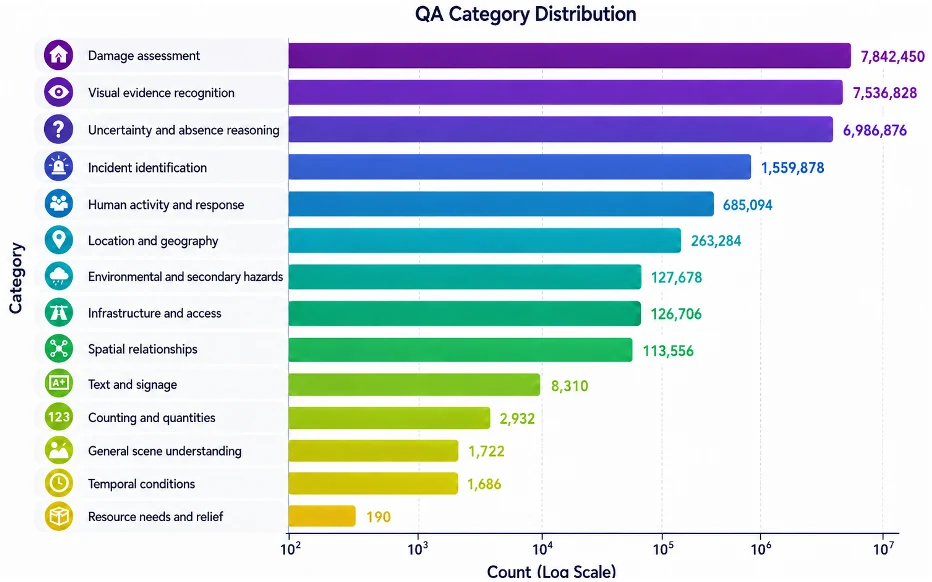 QA Category Distribution
Damage assessment 7,842,450
Visual evidence recognition 7,536,828
? Uncertainty and absence reasoning 6,986,876
Incident identification 1,559,878
Human activity and response 685,094
Location and geography 263,284
Environmental and secondary hazards 127,678
Infrastructure and access 126,706
Spatial relationships 113,556
A+ Text and signage 8,310
123 Counting and quantities 2,932
General scene understanding 1,722
Temporal conditions 1,686
Resource needs and relief 190
Category
10² 10³ 10⁴ 10⁵ 10⁶ 10⁷
Count (Log Scale)